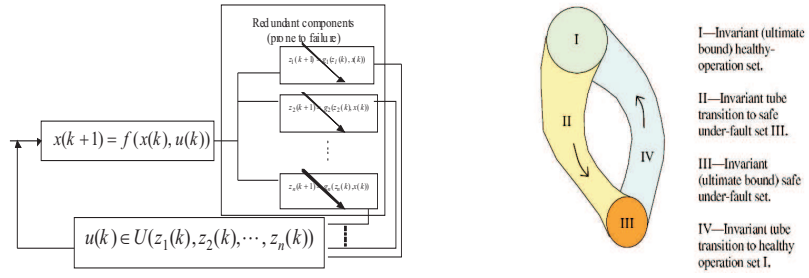 Redundant components
(prone to failure)
z₁(k+1) = g₁(z₁(k), x(k))
z₂(k+1) = g₂(z₂(k), x(k))
⋮
zₙ(k+1) = gₙ(zₙ(k), x(k))
x(k+1) = f(x(k), u(k))
u(k) ∈ U(z₁(k), z₂(k), ⋯, zₙ(k))
I
II
IV
III
I—Invariant (ultimate
bound) healthy-
operation set.
II—Invariant tube
transition to safe
under-fault set III.
III—Invariant
(ultimate bound) safe
under-fault set.
IV—Invariant tube
transition to healthy
operation set I.